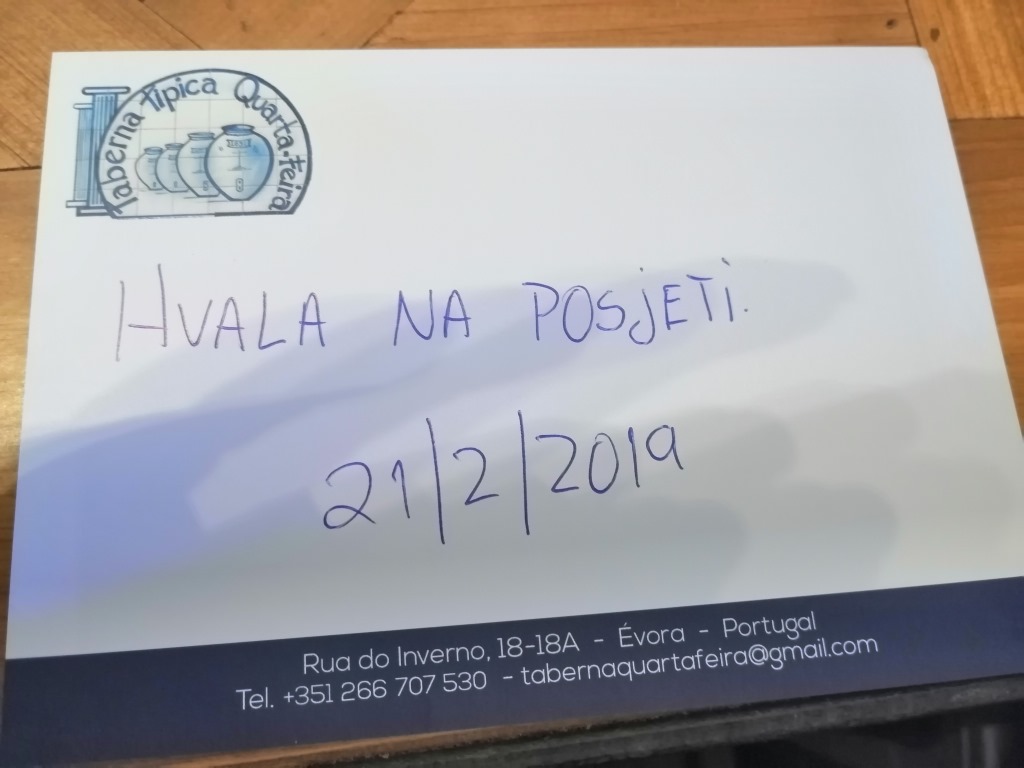 Taberna Típica Quarta-Feira
HVALA NA POSJETI.
21/2/2019
Rua do Inverno, 18-18A - Évora - Portugal
Tel. +351 266 707 530 - tabernaquartafeira@gmail.com